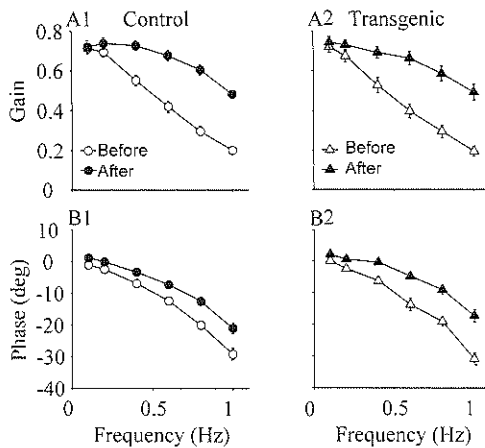 A1 Control
A2 Transgenic
0.8
0.6
0.4
0.2
0
Gain
Before
After
Before
After
B1
B2
10
0
-10
-20
-30
-40
Phase (deg)
0 0.5 1
0 0.5 1
Frequency (Hz)
Frequency (Hz)